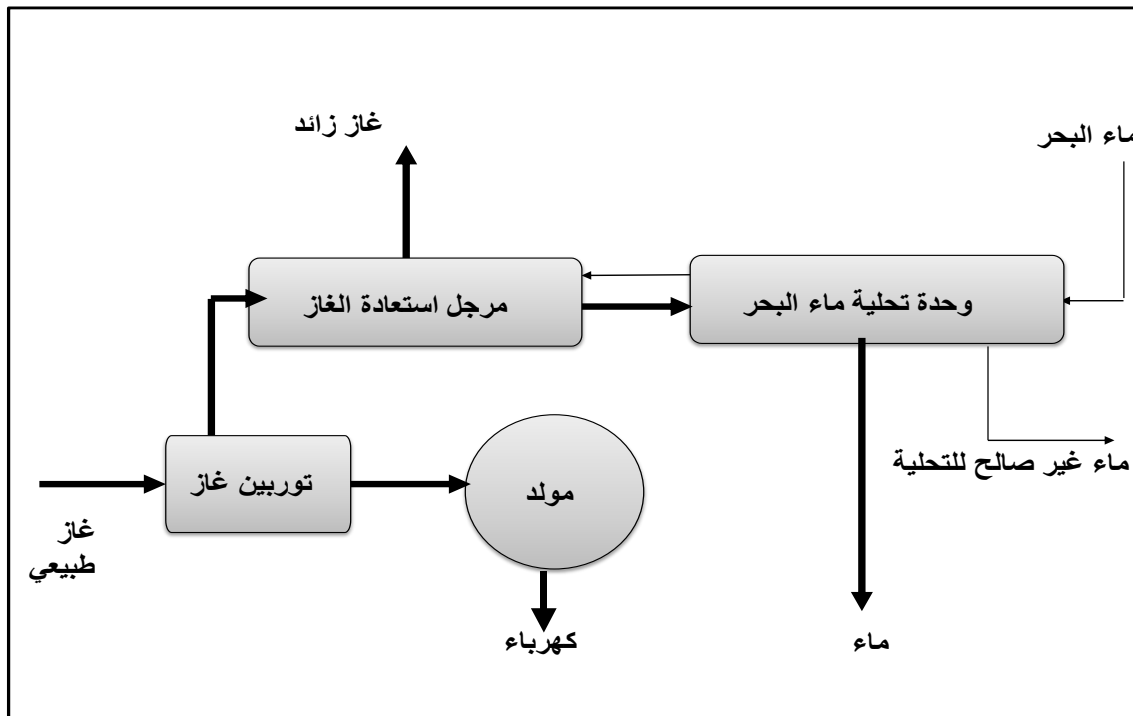 غاز زائد
ماء البحر
مرجل استعادة الغاز
وحدة تحلية ماء البحر
توربين غاز
مولد
ماء غير صالح للتحلية
غاز
طبيعي
كهرباء
ماء